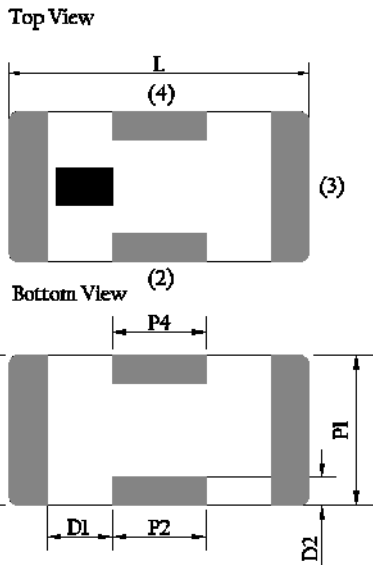 Top View
L
(4)
(3)
(2)
Bottom View
P4
P1
D1
P2
D2